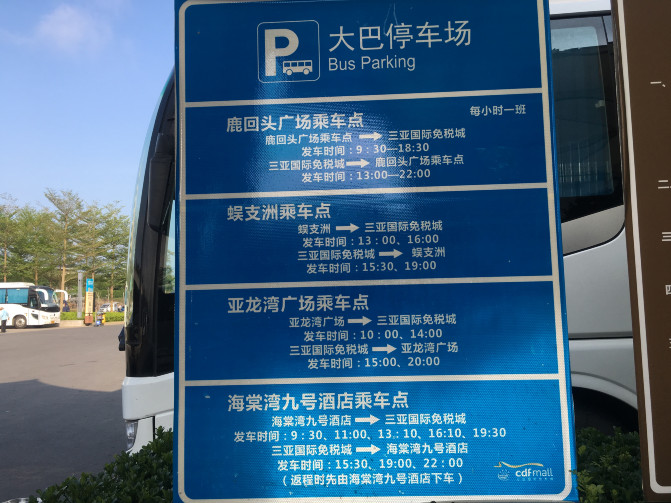 P
大巴停车场
Bus Parking
鹿回头广场乘车点
每小时一班
鹿回头广场乘车点 → 三亚国际免税城
发车时间：9：30—18:30
三亚国际免税城 → 鹿回头广场乘车点
发车时间：13:00—22:00
蜈支洲乘车点
蜈支洲 → 三亚国际免税城
发车时间：13：00、16:00
三亚国际免税城 → 蜈支洲
发车时间：15:30、19:00
亚龙湾广场乘车点
亚龙湾广场 → 三亚国际免税城
发车时间：10：00、14:00
三亚国际免税城 → 亚龙湾广场
发车时间：15:00、20:00
海棠湾九号酒店乘车点
海棠湾九号酒店 → 三亚国际免税城
发车时间：9：30、11:00、13：10、16:10、19:30
三亚国际免税城 → 海棠湾九号酒店
发车时间：15:30、19:00、22：00
（返程时先由海棠湾九号酒店下车）
cdfmall
一、
二
三
四